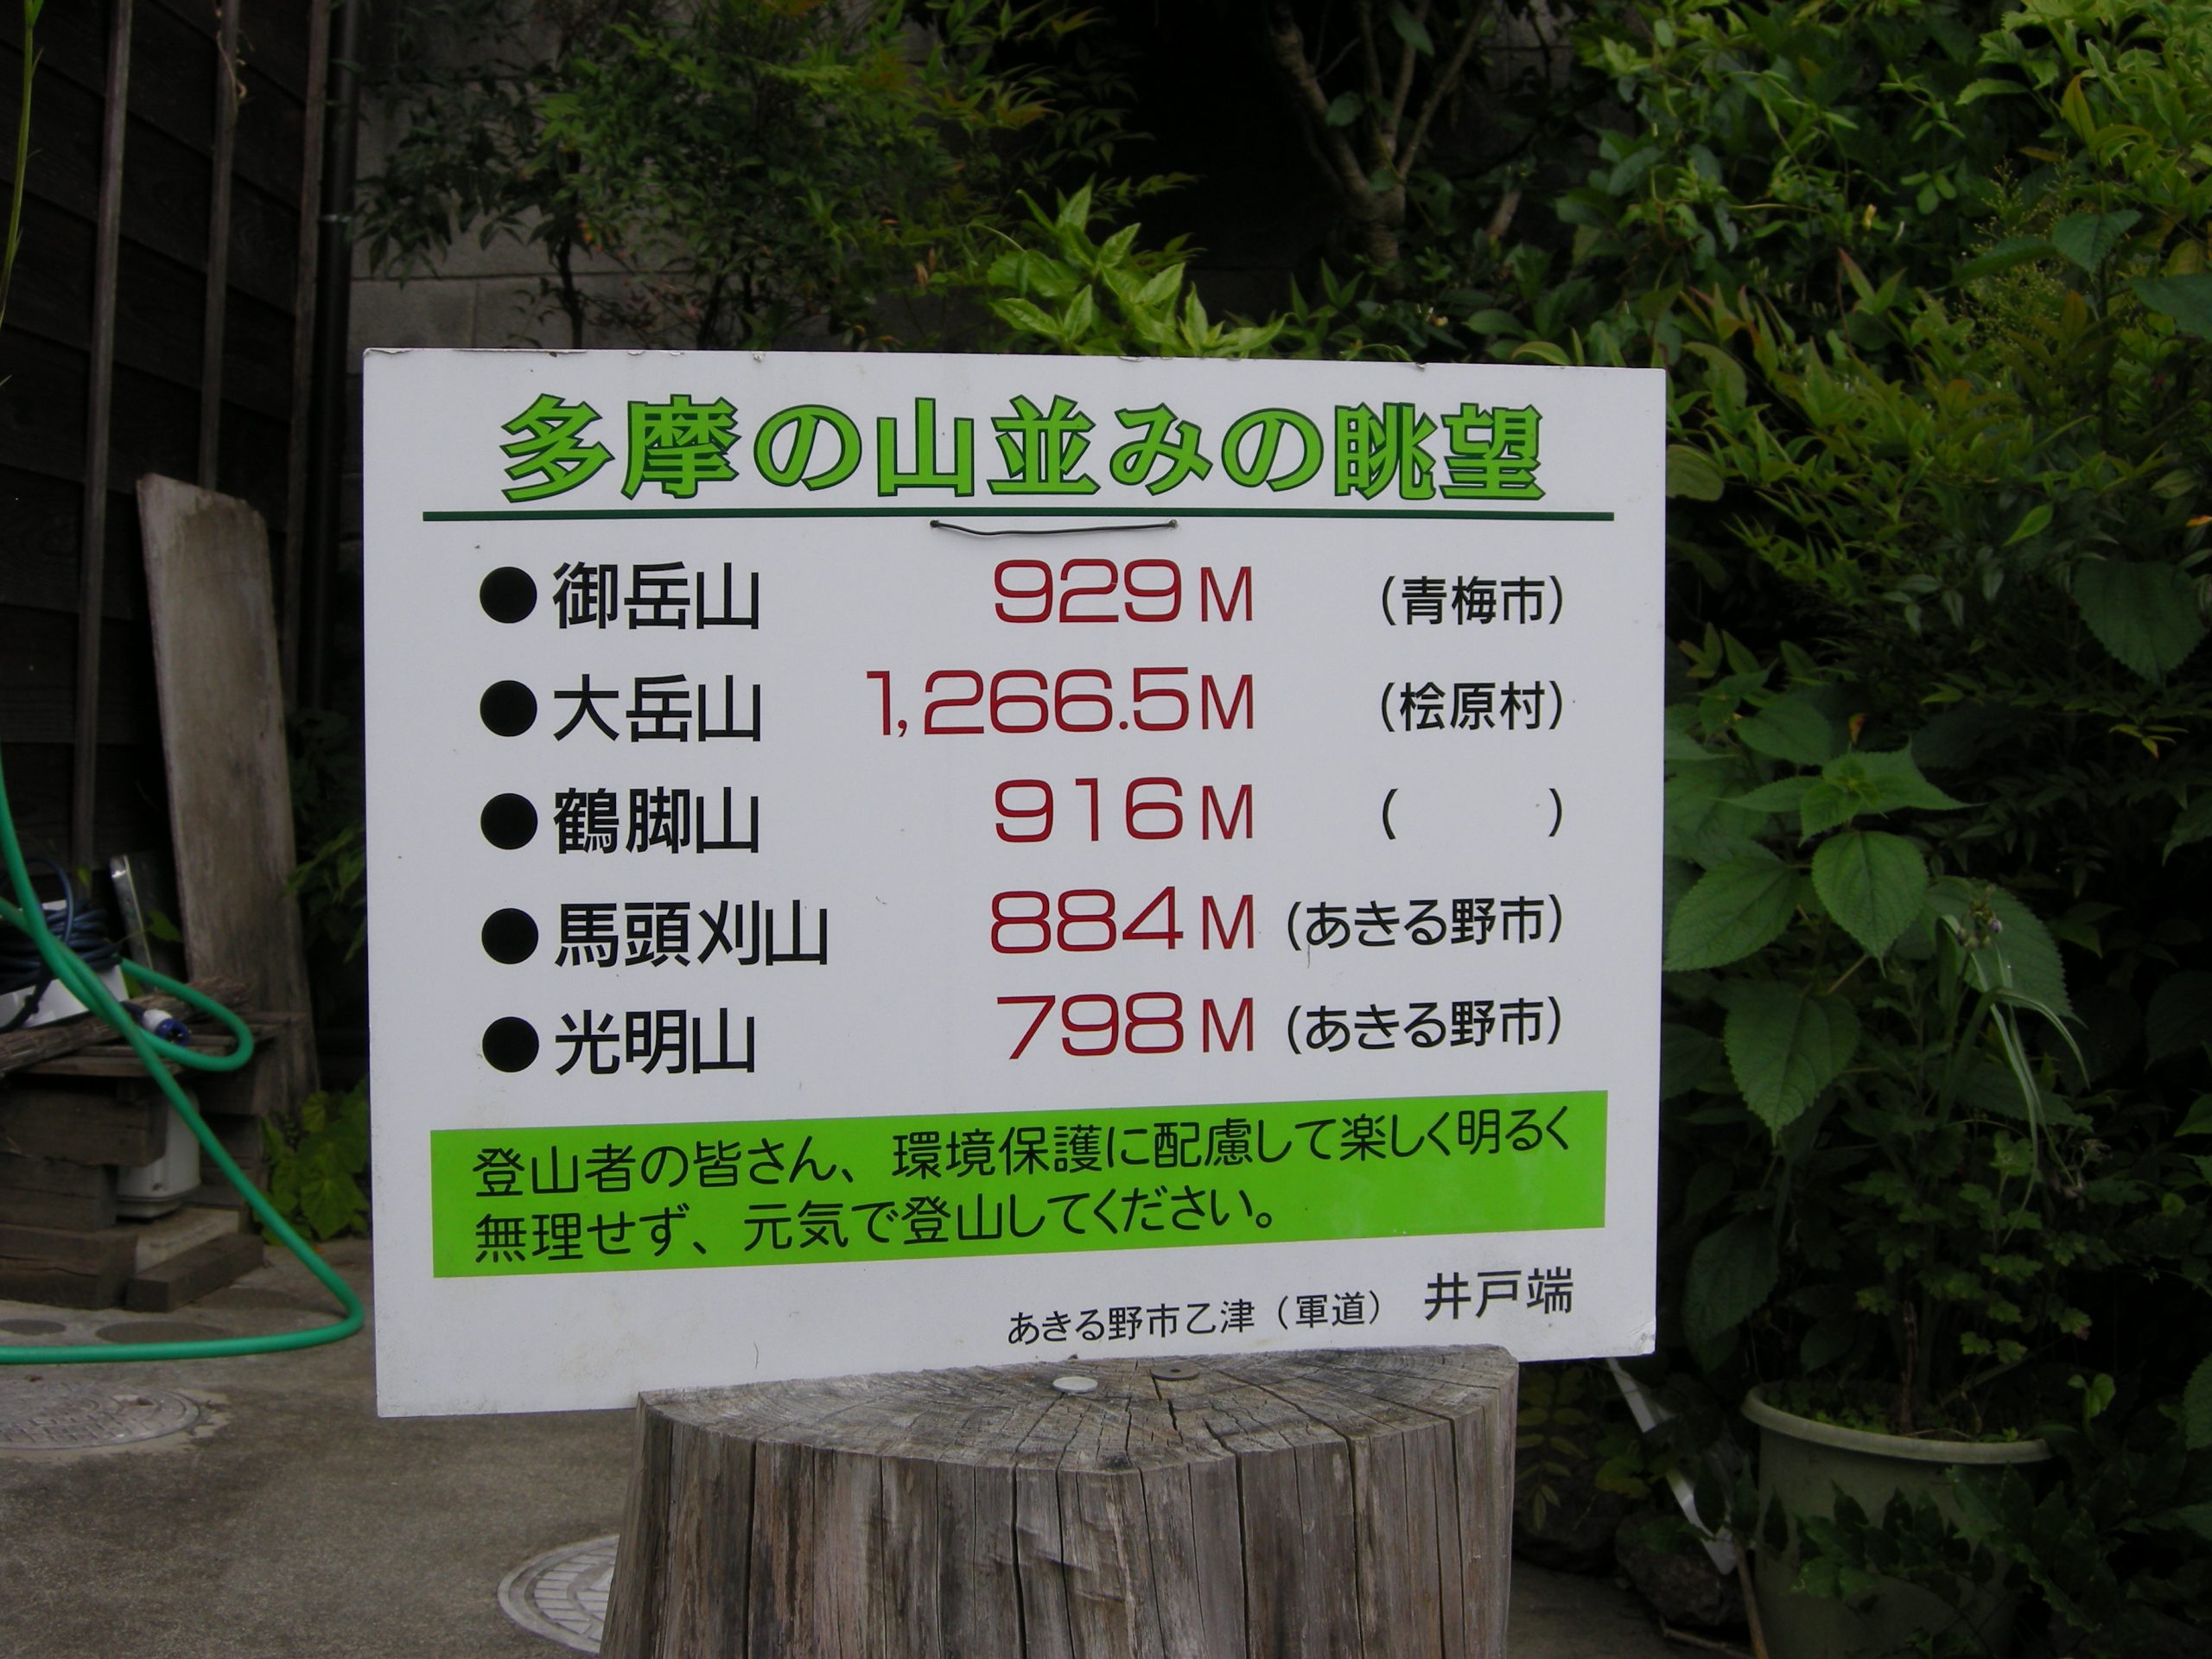 多摩の山並みの眺望
●御岳山 929M (青梅市)
●大岳山 1,266.5M (桧原村)
●鶴脚山 916M ( )
●馬頭刈山 884M (あきる野市)
●光明山 798M (あきる野市)
登山者の皆さん、環境保護に配慮して楽しく明るく
無理せず、元気で登山してください。
あきる野市乙津（軍道） 井戸端